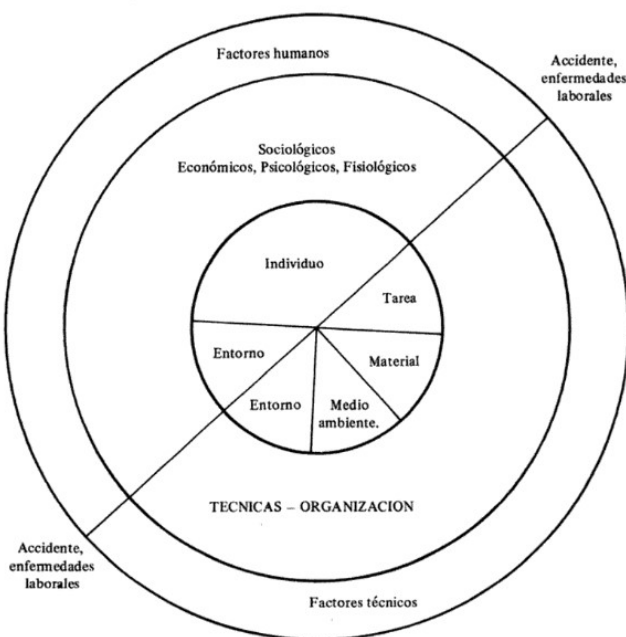 Factores humanos
Accidente,
enfermedades
laborales
Sociológicos
Económicos, Psicológicos, Fisiológicos
Individuo
Tarea
Entorno
Material
Entorno
Medio
ambiente.
TECNICAS – ORGANIZACION
Accidente,
enfermedades
laborales
Factores técnicos